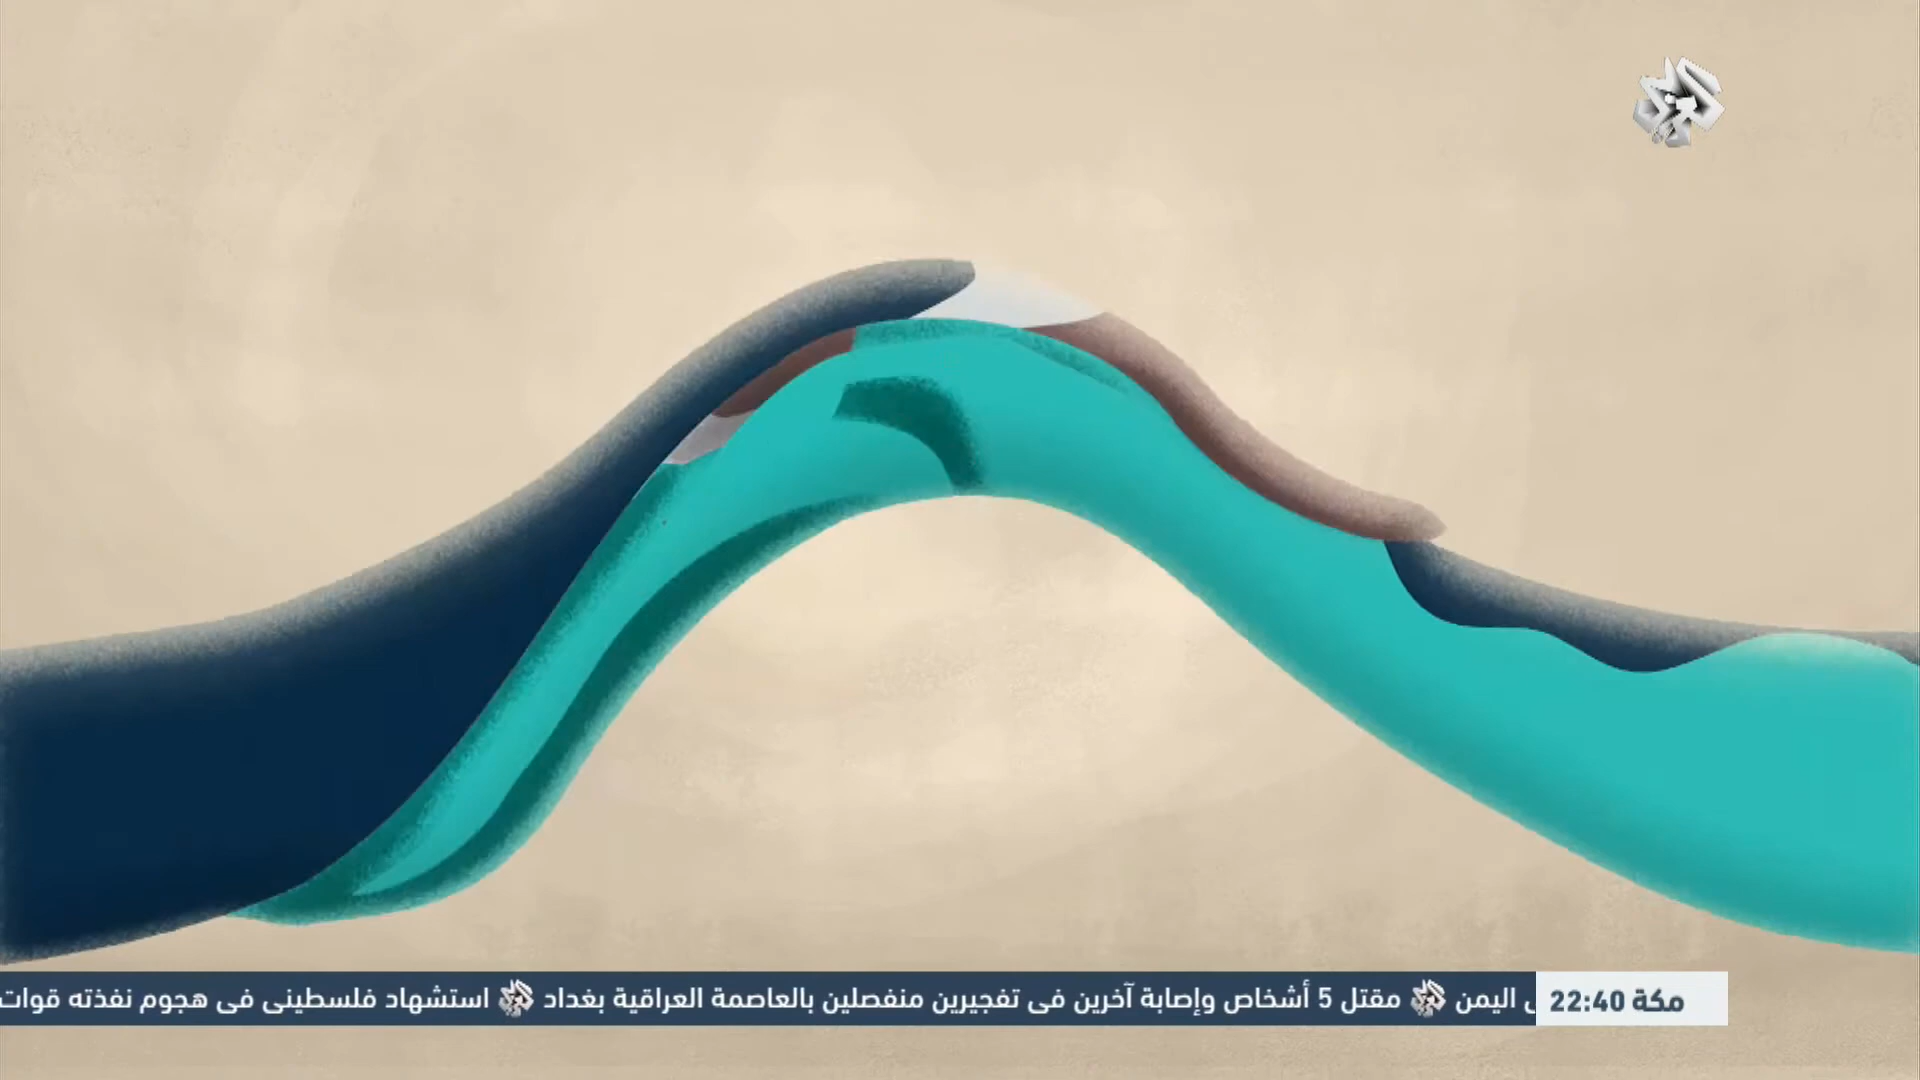 مكة 22:40
اليمن مقتل 5 أشخاص وإصابة آخرين في تفجيرين منفصلين بالعاصمة العراقية بغداد استشهاد فلسطيني في هجوم نفذته قوات